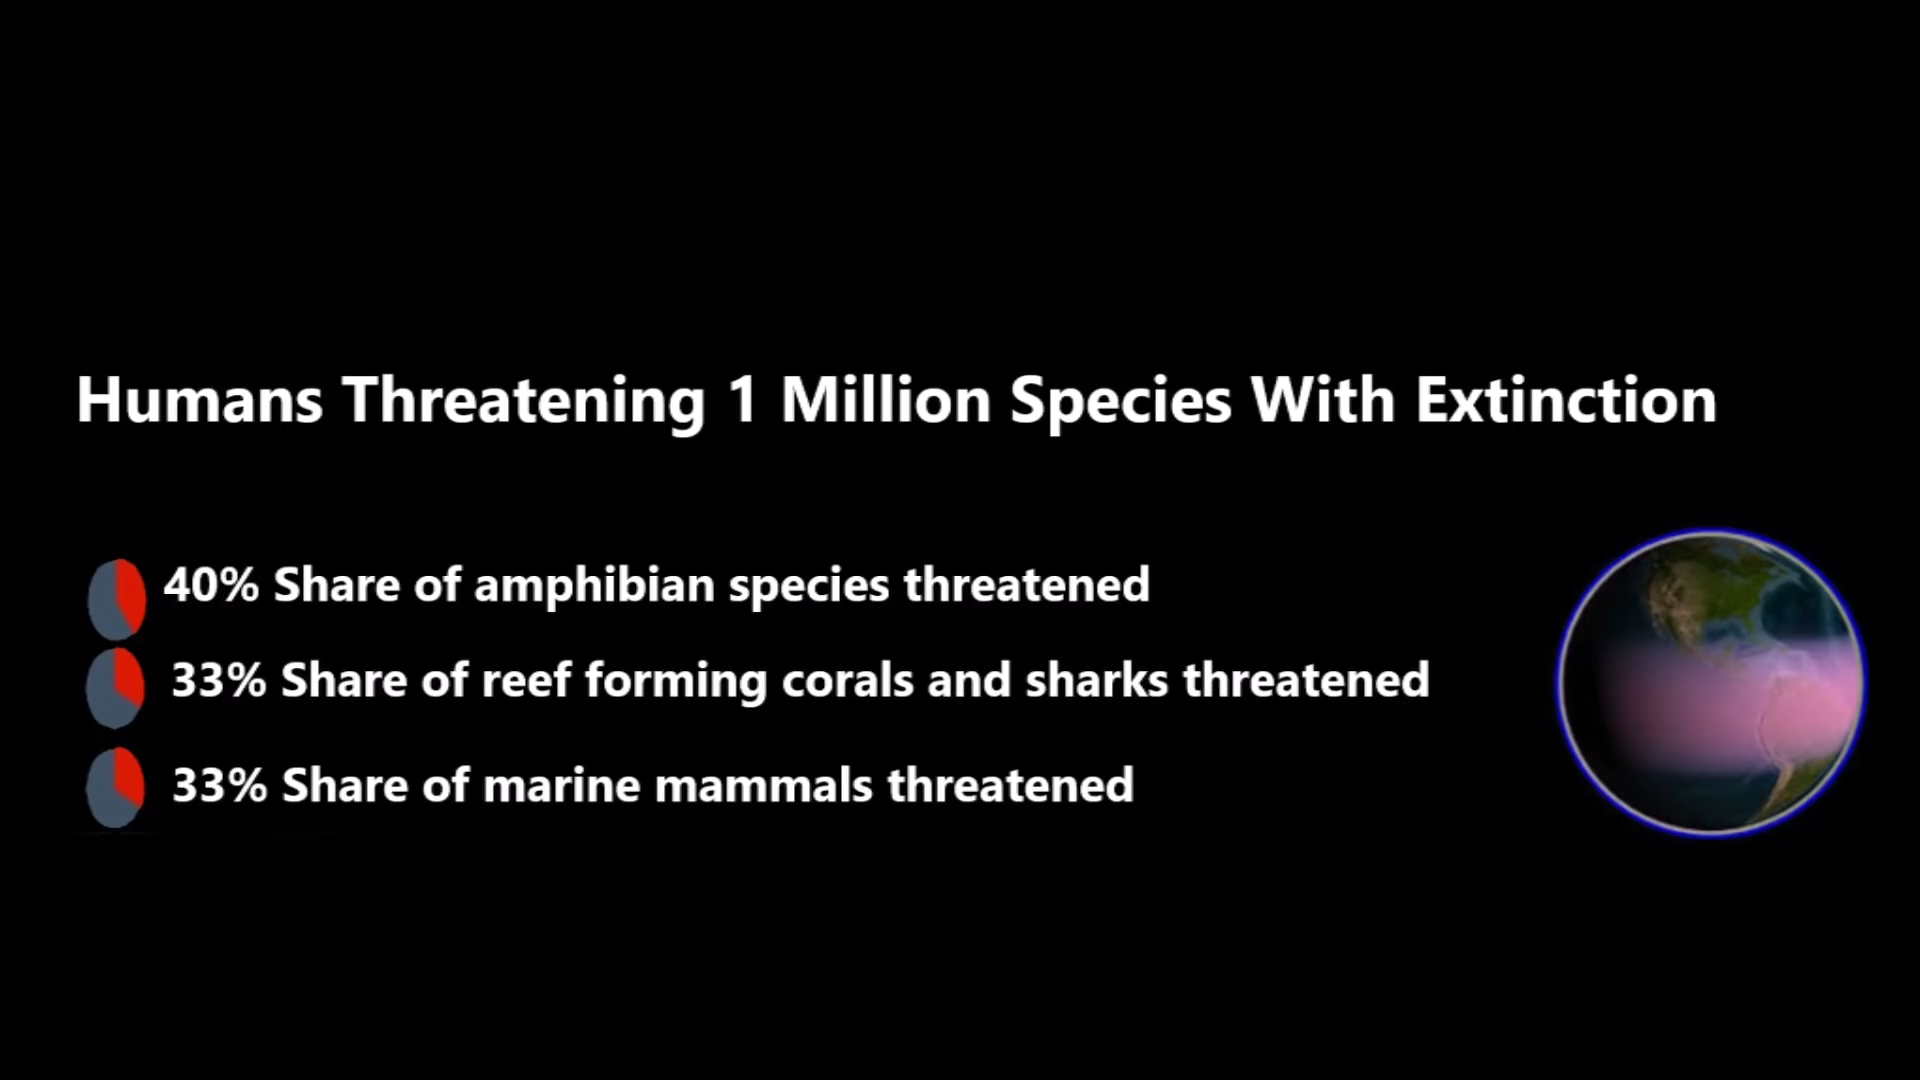 Humans Threatening 1 Million Species With Extinction
40% Share of amphibian species threatened
33% Share of reef forming corals and sharks threatened
33% Share of marine mammals threatened